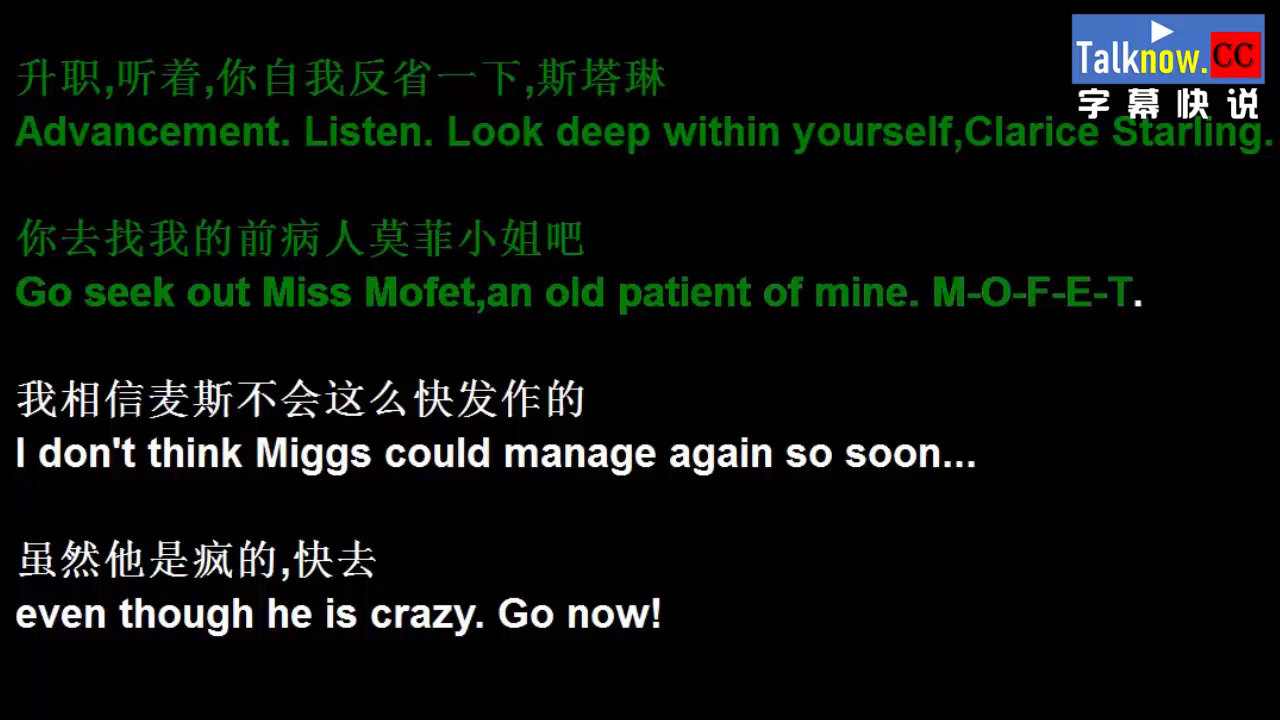 Talknow.CC
字幕快说
升职,听着,你自我反省一下,斯塔琳
Advancement. Listen. Look deep within yourself,Clarice Starling.
你去找我的前病人莫菲小姐吧
Go seek out Miss Mofet,an old patient of mine. M-O-F-E-T.
我相信麦斯不会这么快发作的
I don't think Miggs could manage again so soon...
虽然他是疯的,快去
even though he is crazy. Go now!